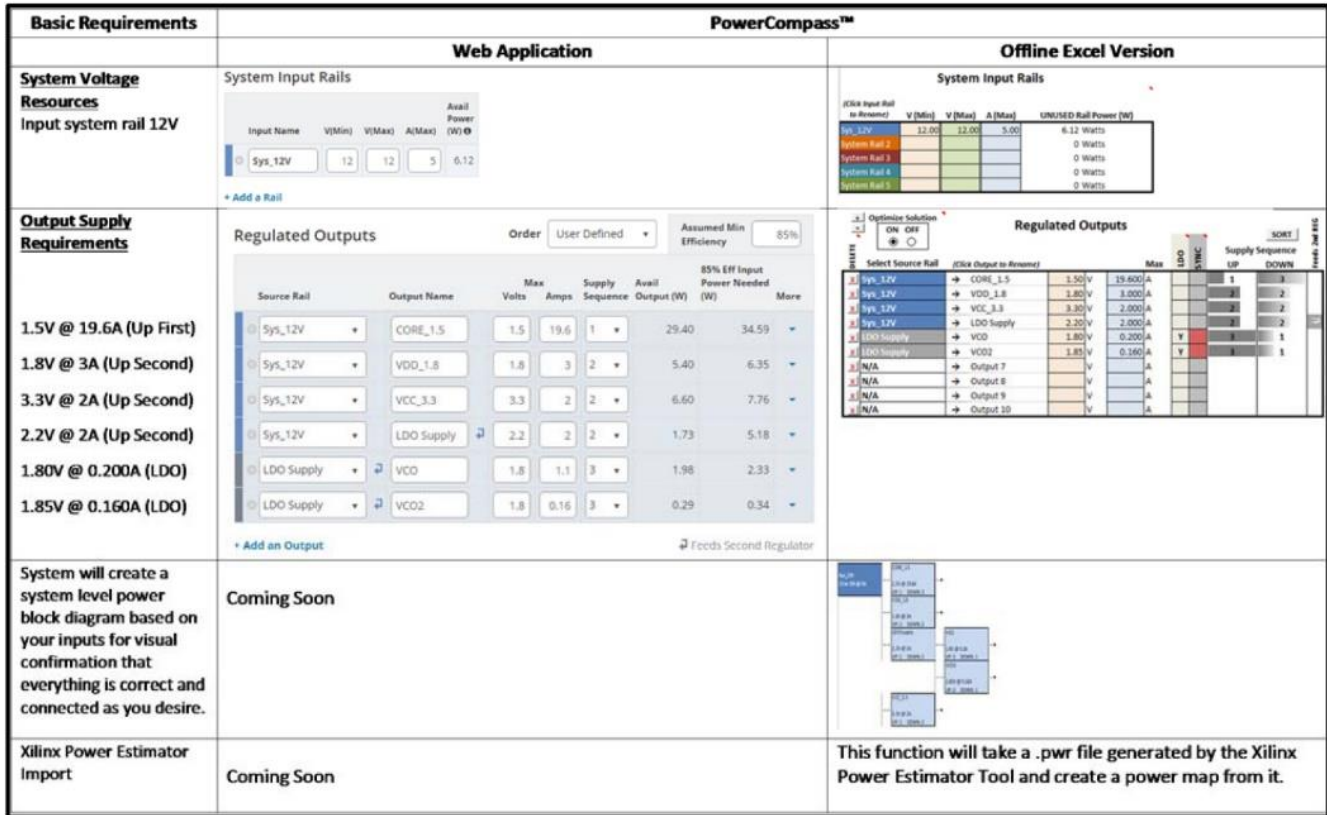 Basic Requirements
PowerCompass™
Web Application
Offline Excel Version
System Voltage
Resources
Input system rail 12V
System Input Rails
Input Name V(Min) V(Max) A(Max) Avail Power (W)
Sys_12V 12 12 5 6.12
+ Add a Rail
System Input Rails
(Click Input Rail to Rename) V (Min) V (Max) A (Max) UNUSED Rail Power (W)
Sys_12V 12.00 12.00 5.00 6.12 Watts
System Rail 2 0 Watts
System Rail 3 0 Watts
System Rail 4 0 Watts
System Rail 5 0 Watts
Output Supply
Requirements
1.5V @ 19.6A (Up First)
1.8V @ 3A (Up Second)
3.3V @ 2A (Up Second)
2.2V @ 2A (Up Second)
1.80V @ 0.200A (LDO)
1.85V @ 0.160A (LDO)
Regulated Outputs
Order User Defined
Assumed Min Efficiency 85%
Source Rail Output Name Volts Max Amps Supply Sequence Avail Output (W) 85% Eff Input Power Needed (W) More
Sys_12V CORE_1.5 1.5 19.6 1 29.40 34.59
Sys_12V VDD_1.8 1.8 3 2 5.40 6.35
Sys_12V VCC_3.3 3.3 2 2 6.60 7.76
Sys_12V LDO Supply 2.2 2 2 1.73 5.18
LDO Supply VCO 1.8 1.1 3 1.98 2.33
LDO Supply VCO2 1.8 0.16 3 0.29 0.34
+ Add an Output
Feeds Second Regulator
Optimize Solution
ON OFF
Regulated Outputs
SORT
DELETE Select Source Rail (Click Output to Rename) Max LDO SYNC Supply Sequence UP DOWN Feeds 2nd REG
x Sys_12V → CORE_1.5 1.50 V 19.600 A 1 3
x Sys_12V → VDD_1.8 1.80 V 3.000 A 2 2
x Sys_12V → VCC_3.3 3.30 V 2.000 A 2 2
x Sys_12V → LDO Supply 2.20 V 2.000 A 2 2
x LDO Supply → VCO 1.80 V 0.200 A Y 3 1
x LDO Supply → VCO2 1.85 V 0.160 A Y 3 1
x N/A → Output 7 V A
x N/A → Output 8 V A
x N/A → Output 9 V A
x N/A → Output 10 V A
System will create a
system level power
block diagram based on
your inputs for visual
confirmation that
everything is correct and
connected as you desire.
Coming Soon
Xilinx Power Estimator
Import
Coming Soon
This function will take a .pwr file generated by the Xilinx
Power Estimator Tool and create a power map from it.